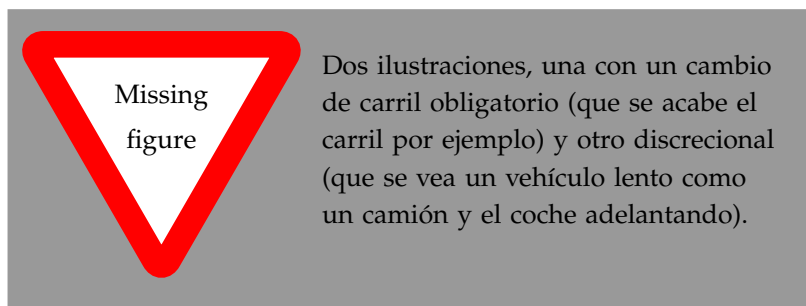 Missing
figure
Dos ilustraciones, una con un cambio
de carril obligatorio (que se acabe el
carril por ejemplo) y otro discrecional
(que se vea un vehículo lento como
un camión y el coche adelantando).